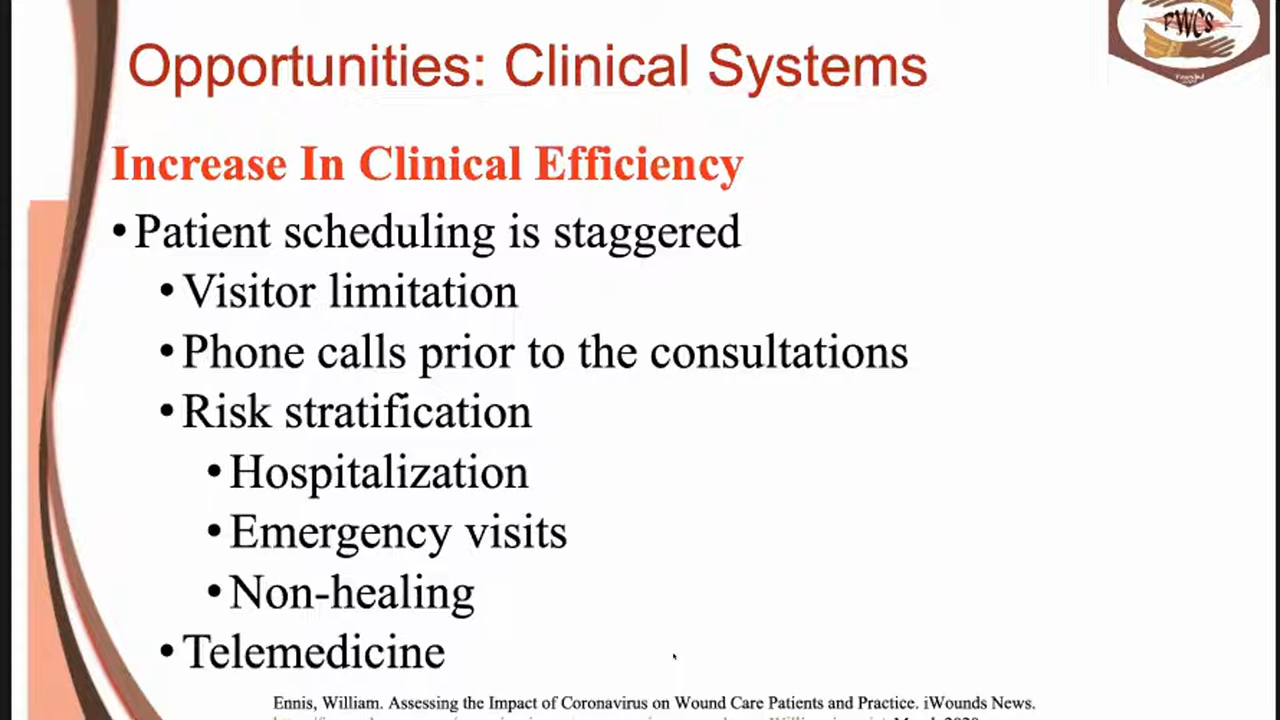 PWCS
Opportunities: Clinical Systems
Increase In Clinical Efficiency
•Patient scheduling is staggered
•Visitor limitation
•Phone calls prior to the consultations
•Risk stratification
•Hospitalization
•Emergency visits
•Non-healing
•Telemedicine
Ennis, William. Assessing the Impact of Coronavirus on Wound Care Patients and Practice. iWounds News.